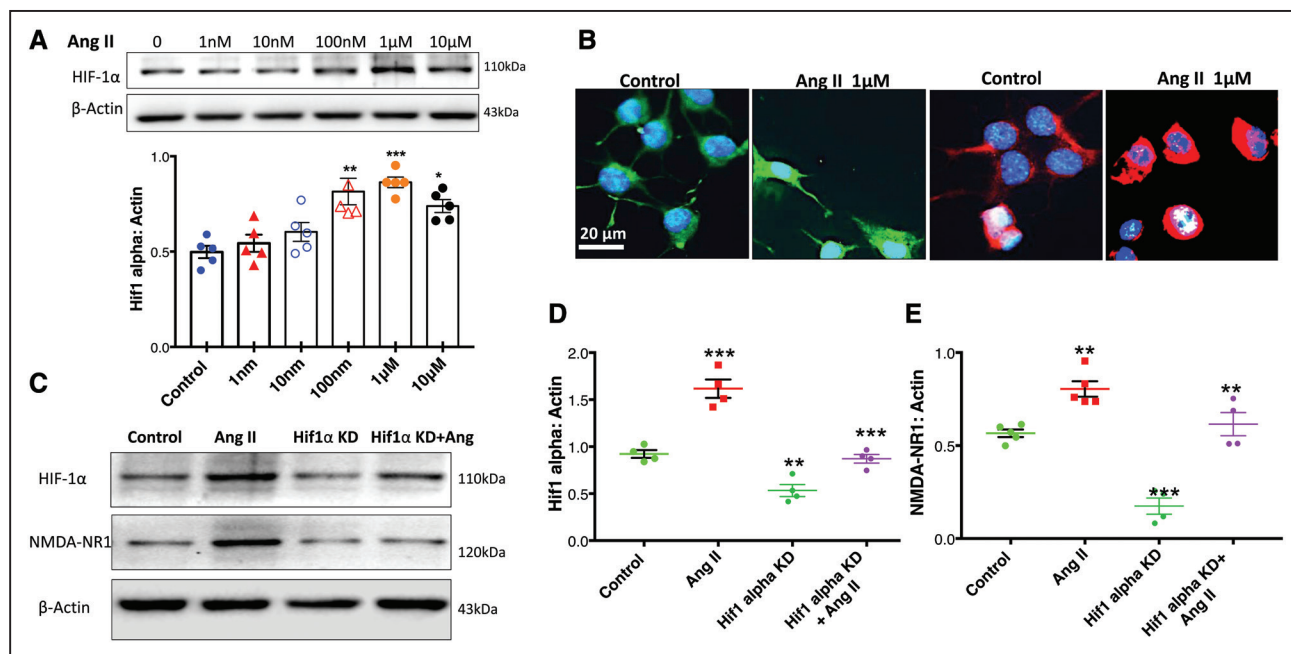 A
Ang II 0 1nM 10nM 100nM 1µM 10µM
HIF-1α
110kDa
β-Actin
43kDa
Hif1 alpha: Actin
1.0
0.5
0.0
**
***
*
Control
1nm
10nm
100nm
1µM
10µM
B
Control
Ang II 1µM
Control
Ang II 1µM
20 µm
C
Control Ang II Hif1α KD Hif1α KD+Ang
HIF-1α
110kDa
NMDA-NR1
120kDa
β-Actin
43kDa
D
Hif1 alpha: Actin
2.0
1.5
1.0
0.5
0.0
***
**
***
Control
Ang II
Hif1 alpha KD
Hif1 alpha KD
+ Ang II
E
NMDA-NR1: Actin
1.0
0.5
0.0
**
***
**
Control
Ang II
Hif1 alpha KD
Hif1 alpha KD+
Ang II